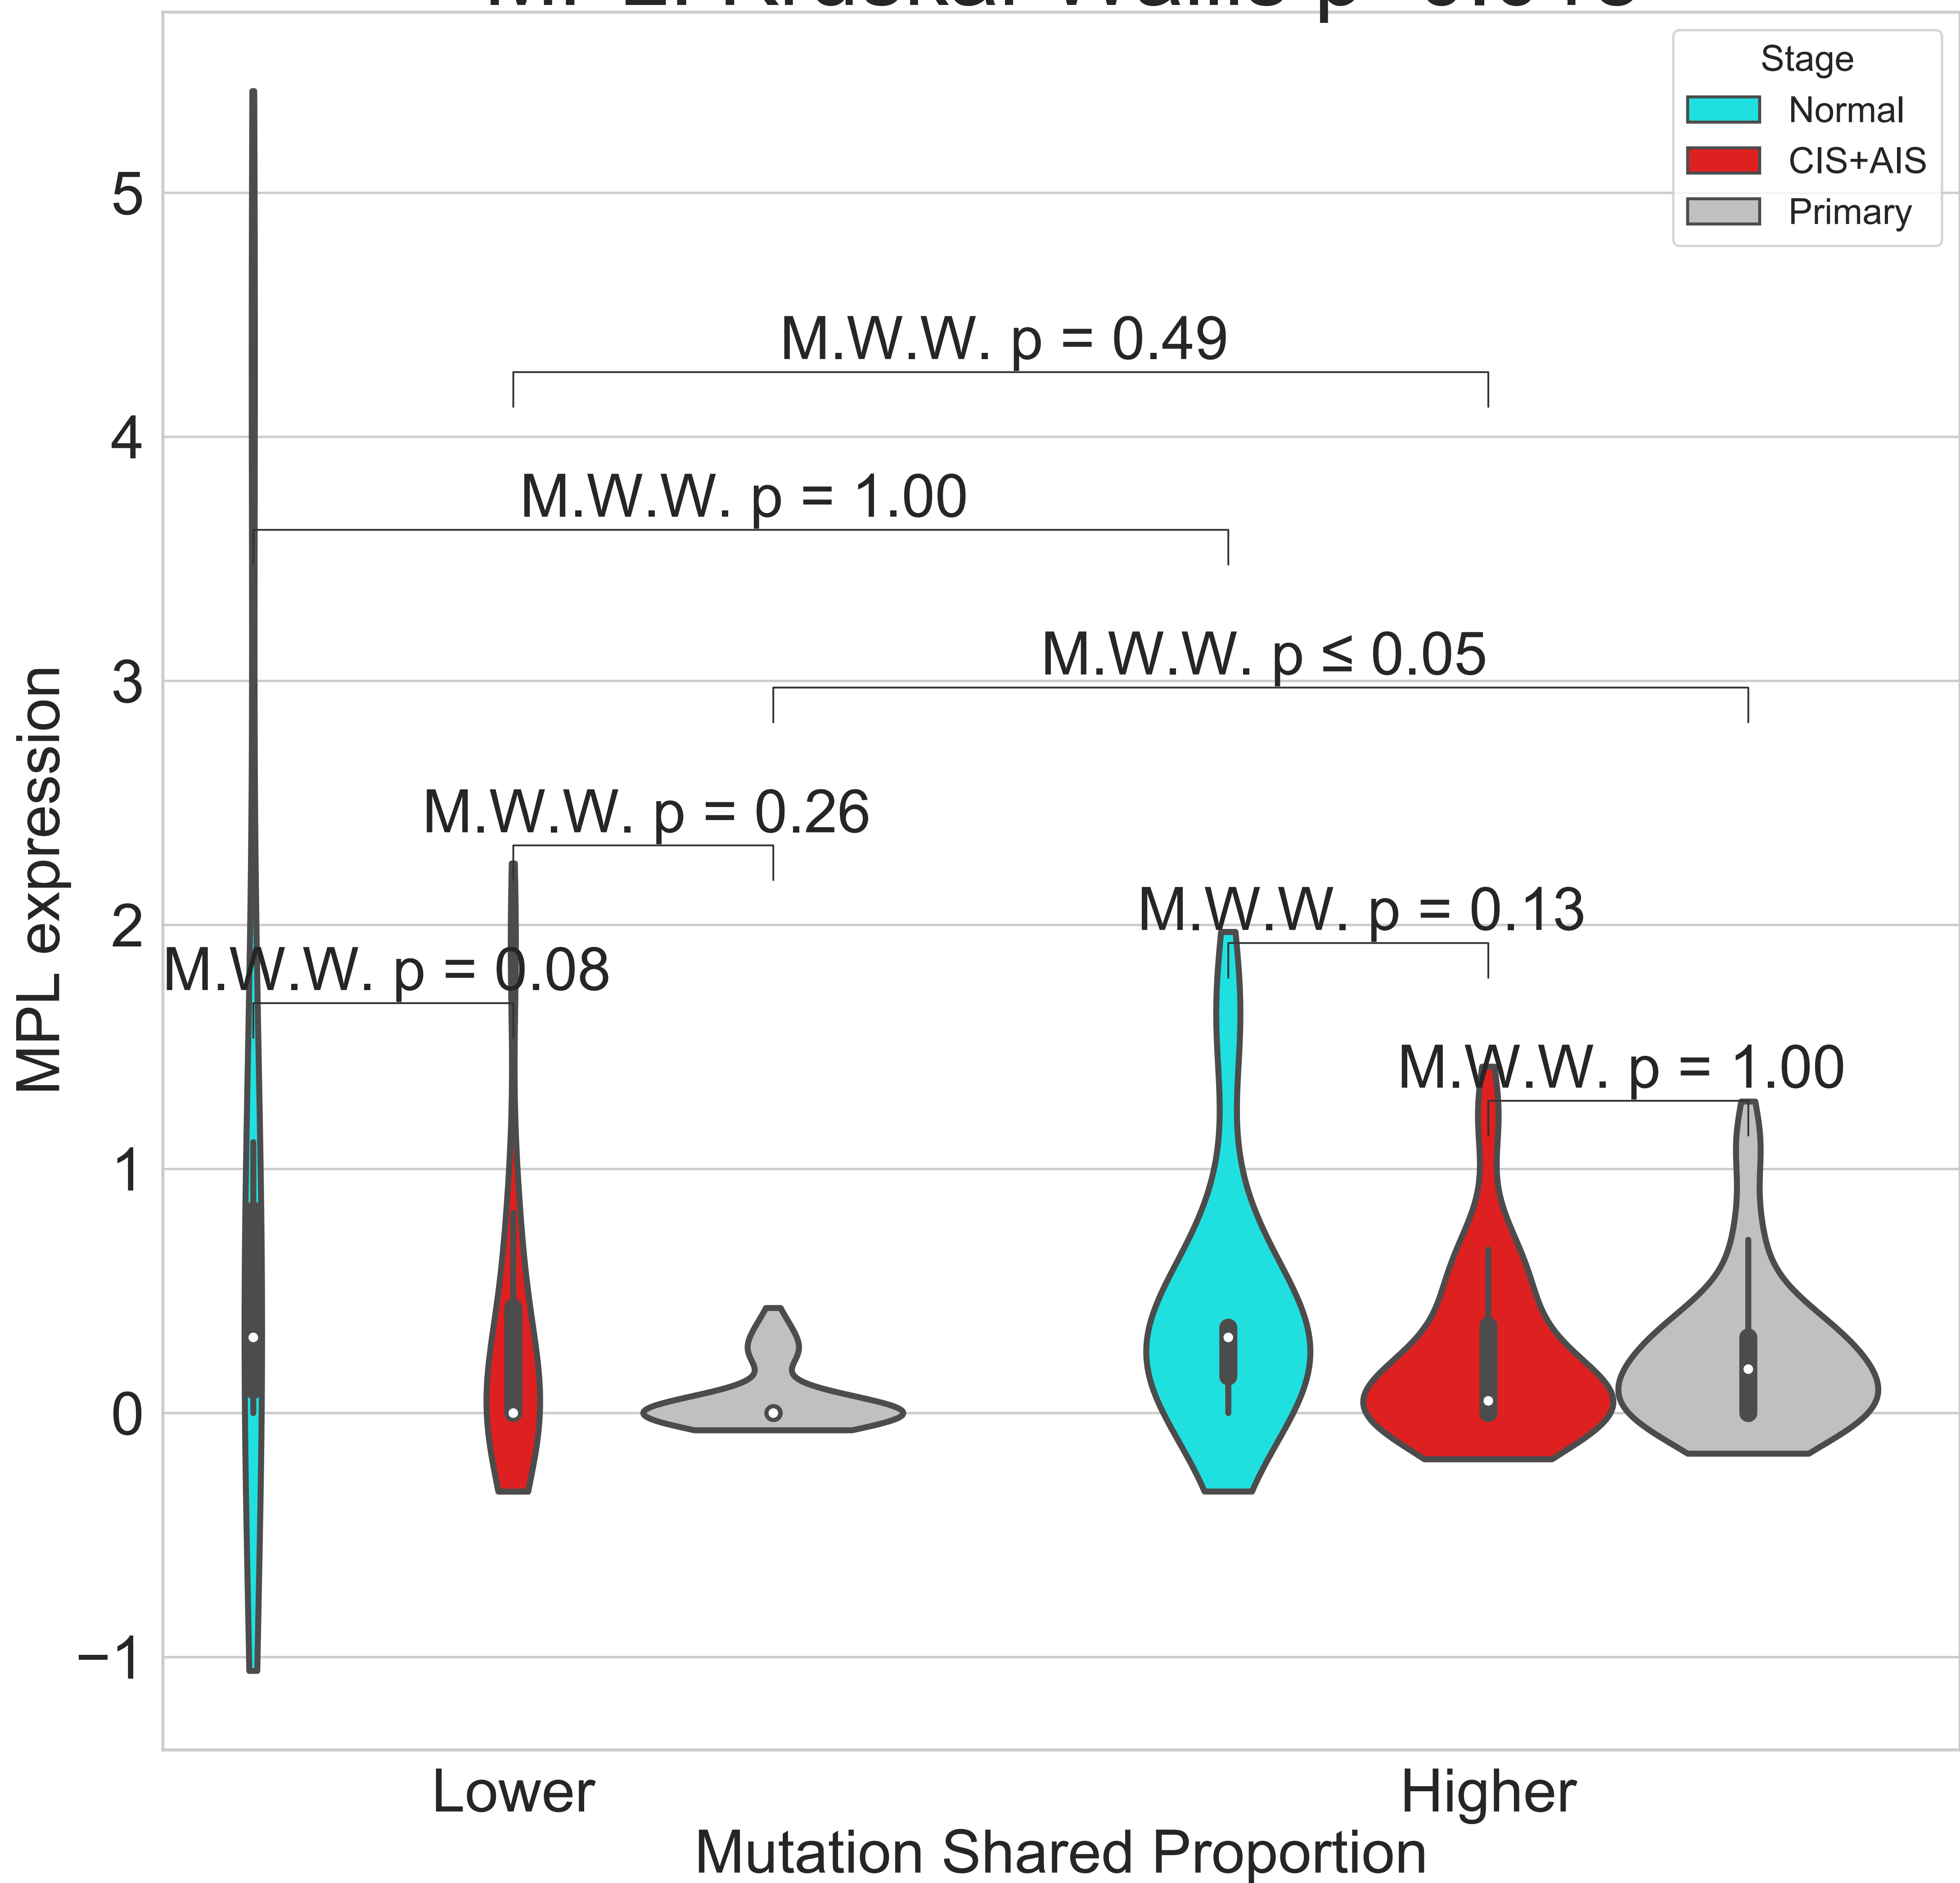 Stage
Normal
CIS+AIS
Primary
5
4
3
2
1
0
−1
MPL expression
M.W.W. p = 0.49
M.W.W. p = 1.00
M.W.W. p ≤ 0.05
M.W.W. p = 0.26
M.W.W. p = 0.13
M.W.W. p = 0.08
M.W.W. p = 1.00
Lower
Higher
Mutation Shared Proportion